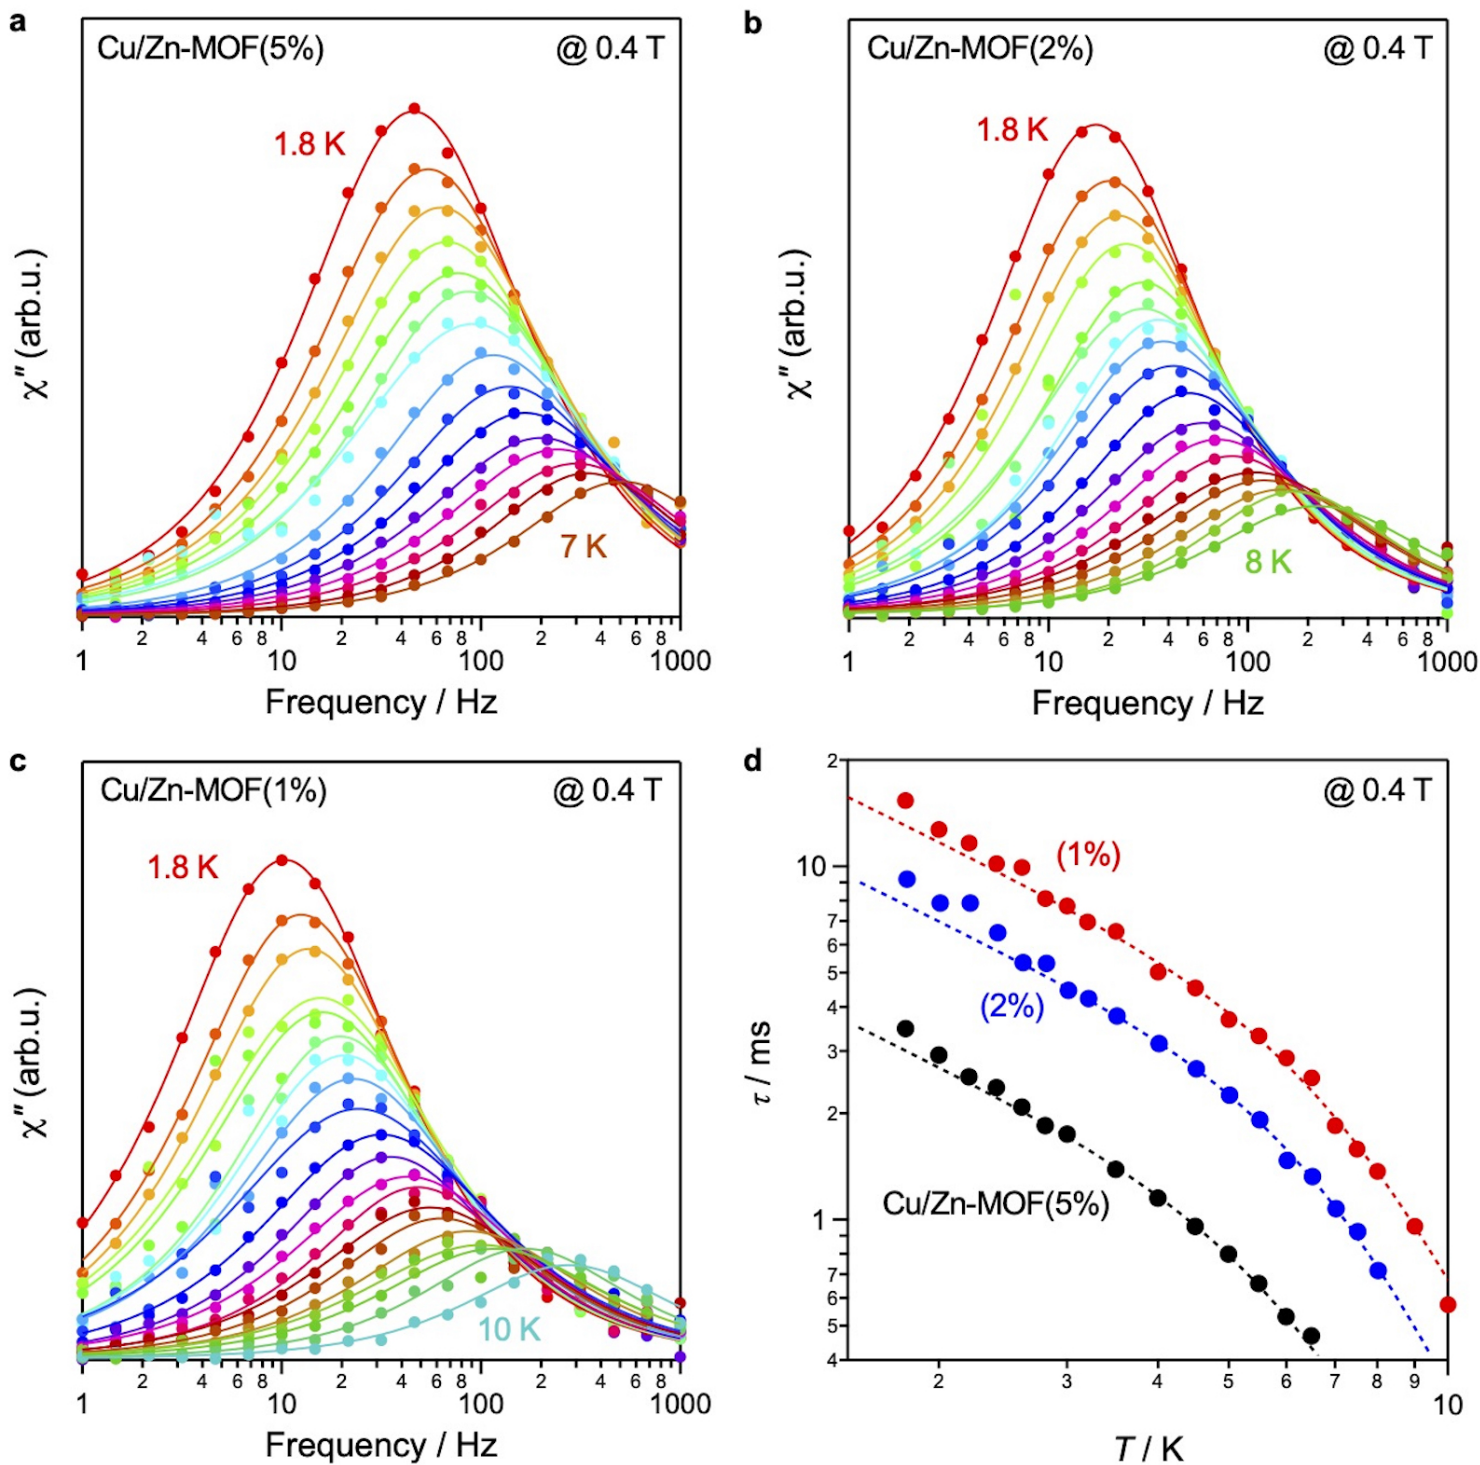 a
Cu/Zn-MOF(5%) @ 0.4 T
1.8 K
7 K
χ″ (arb.u.)
1 2 4 6 8 10 2 4 6 8 100 2 4 6 8 1000
Frequency / Hz
b
Cu/Zn-MOF(2%) @ 0.4 T
1.8 K
8 K
χ″ (arb.u.)
1 2 4 6 8 10 2 4 6 8 100 2 4 6 8 1000
Frequency / Hz
c
Cu/Zn-MOF(1%) @ 0.4 T
1.8 K
10 K
χ″ (arb.u.)
1 2 4 6 8 10 2 4 6 8 100 2 4 6 8 1000
Frequency / Hz
d
@ 0.4 T
(1%)
(2%)
Cu/Zn-MOF(5%)
τ / ms
2
10
7
6
5
4
3
2
1
7
6
5
4
2 3 4 5 6 7 8 9 10
T / K